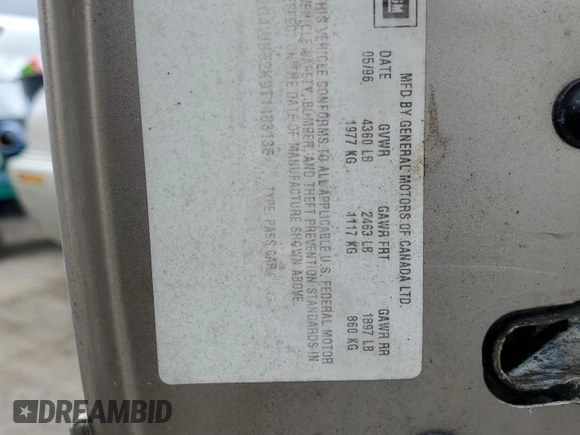 GM
MFD BY GENERAL MOTORS OF CANADA LTD.
DATE GVWR GAWR FRT GAWR RR
05/96 4360 LB 2463 LB 1897 LB
1977 KG 1117 KG 860 KG
THIS VEHICLE CONFORMS TO ALL APPLICABLE U.S. FEDERAL MOTOR
VEHICLE SAFETY, BUMPER, AND THEFT PREVENTION STANDARDS IN
EFFECT ON THE DATE OF MANUFACTURE SHOWN ABOVE.
TYPE PASS CAR
DREAMBID